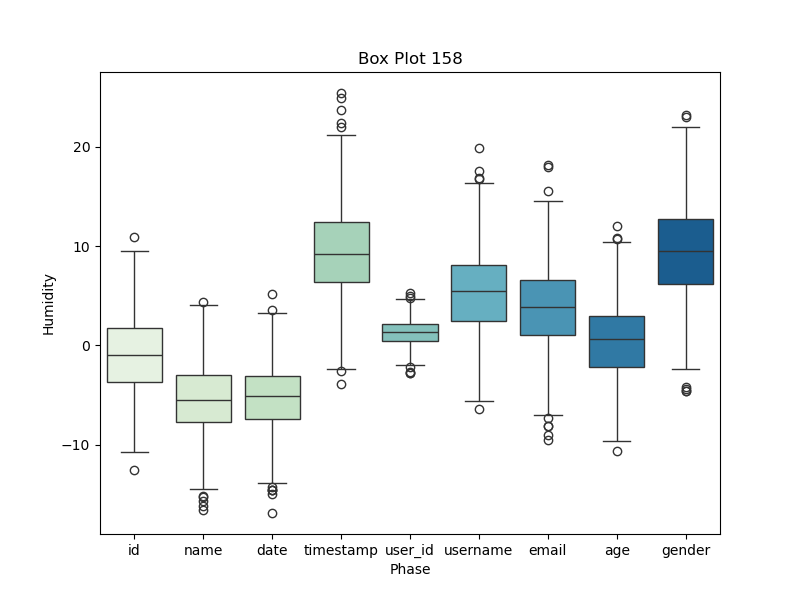 Box Plot 158
Humidity
20
10
0
−10
id name date timestamp user_id username email age gender
Phase